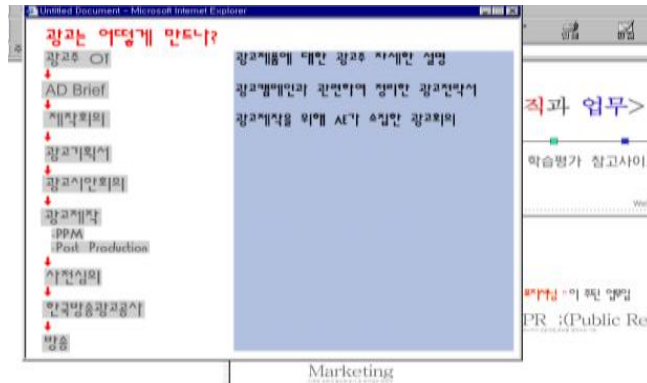 Untitled Document - Microsoft Internet Explorer
광고는 어떻게 만드나?
광고주 OT
광고제품에 대한 광고주 자세한 설명
AD Brief
광고캠페인과 관련하여 정리한 광고전략서
제작회의
광고제작을 위해 AE가 소집한 광고회의
광고기획서
광고시안회의
광고제작
-PPM
-Post Production
사전심의
한국방송광고공사
방송
직과 업무>
학습평가 참고사이
이 주된 업무임
PR :(Public Re
Marketing